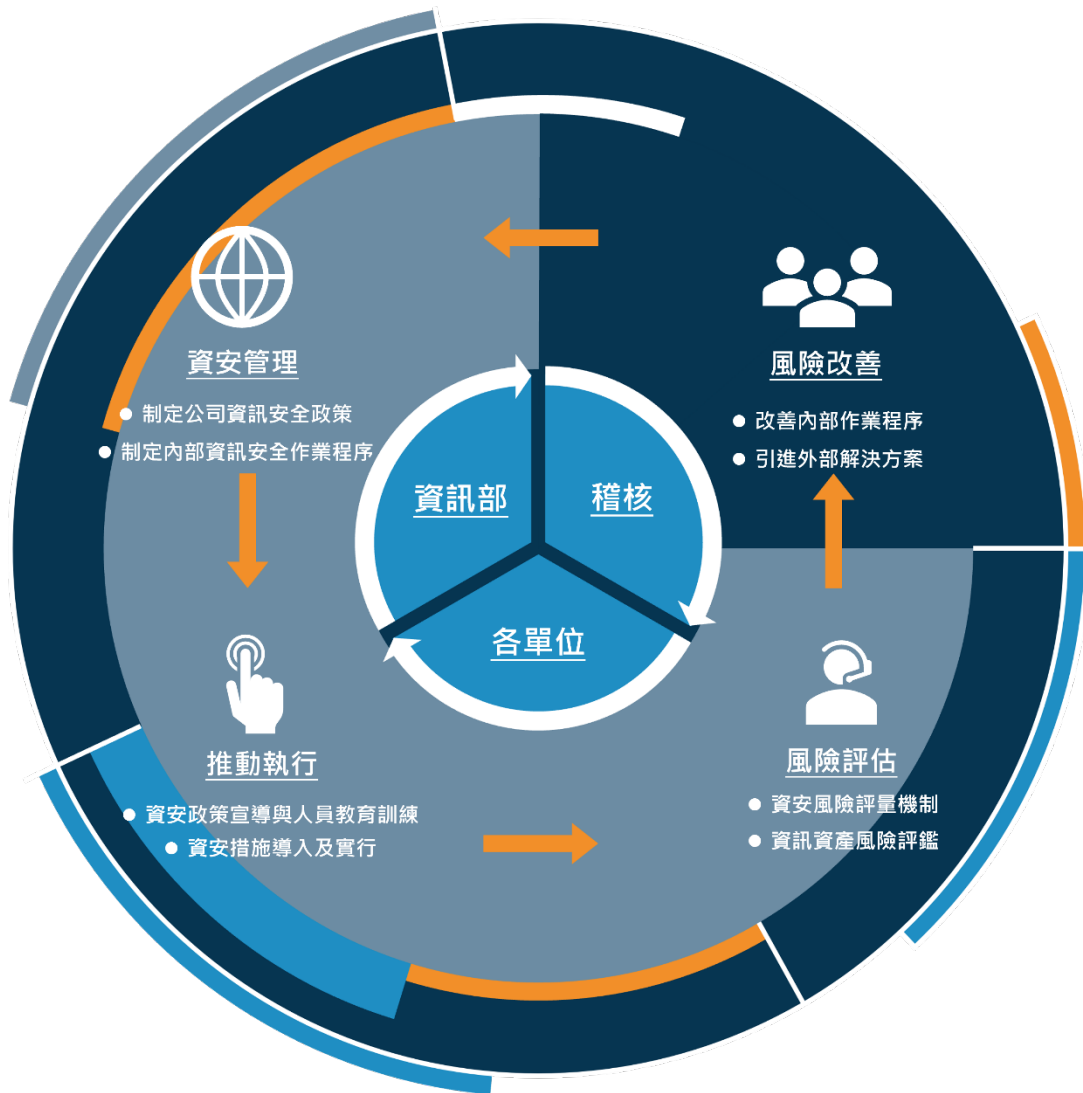 資安管理
● 制定公司資訊安全政策
● 制定內部資訊安全作業程序
風險改善
● 改善內部作業程序
● 引進外部解決方案
資訊部
稽核
各單位
推動執行
● 資安政策宣導與人員教育訓練
● 資安措施導入及實行
風險評估
● 資安風險評量機制
● 資訊資產風險評鑑